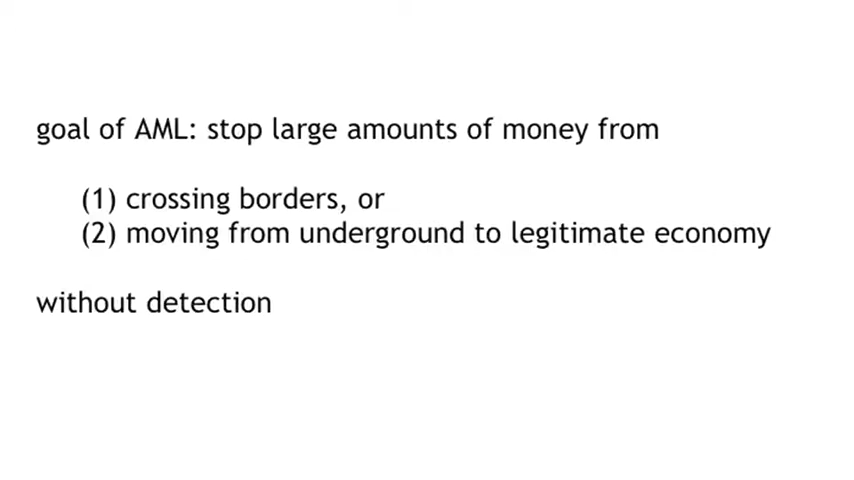 goal of AML: stop large amounts of money from
(1) crossing borders, or
(2) moving from underground to legitimate economy
without detection